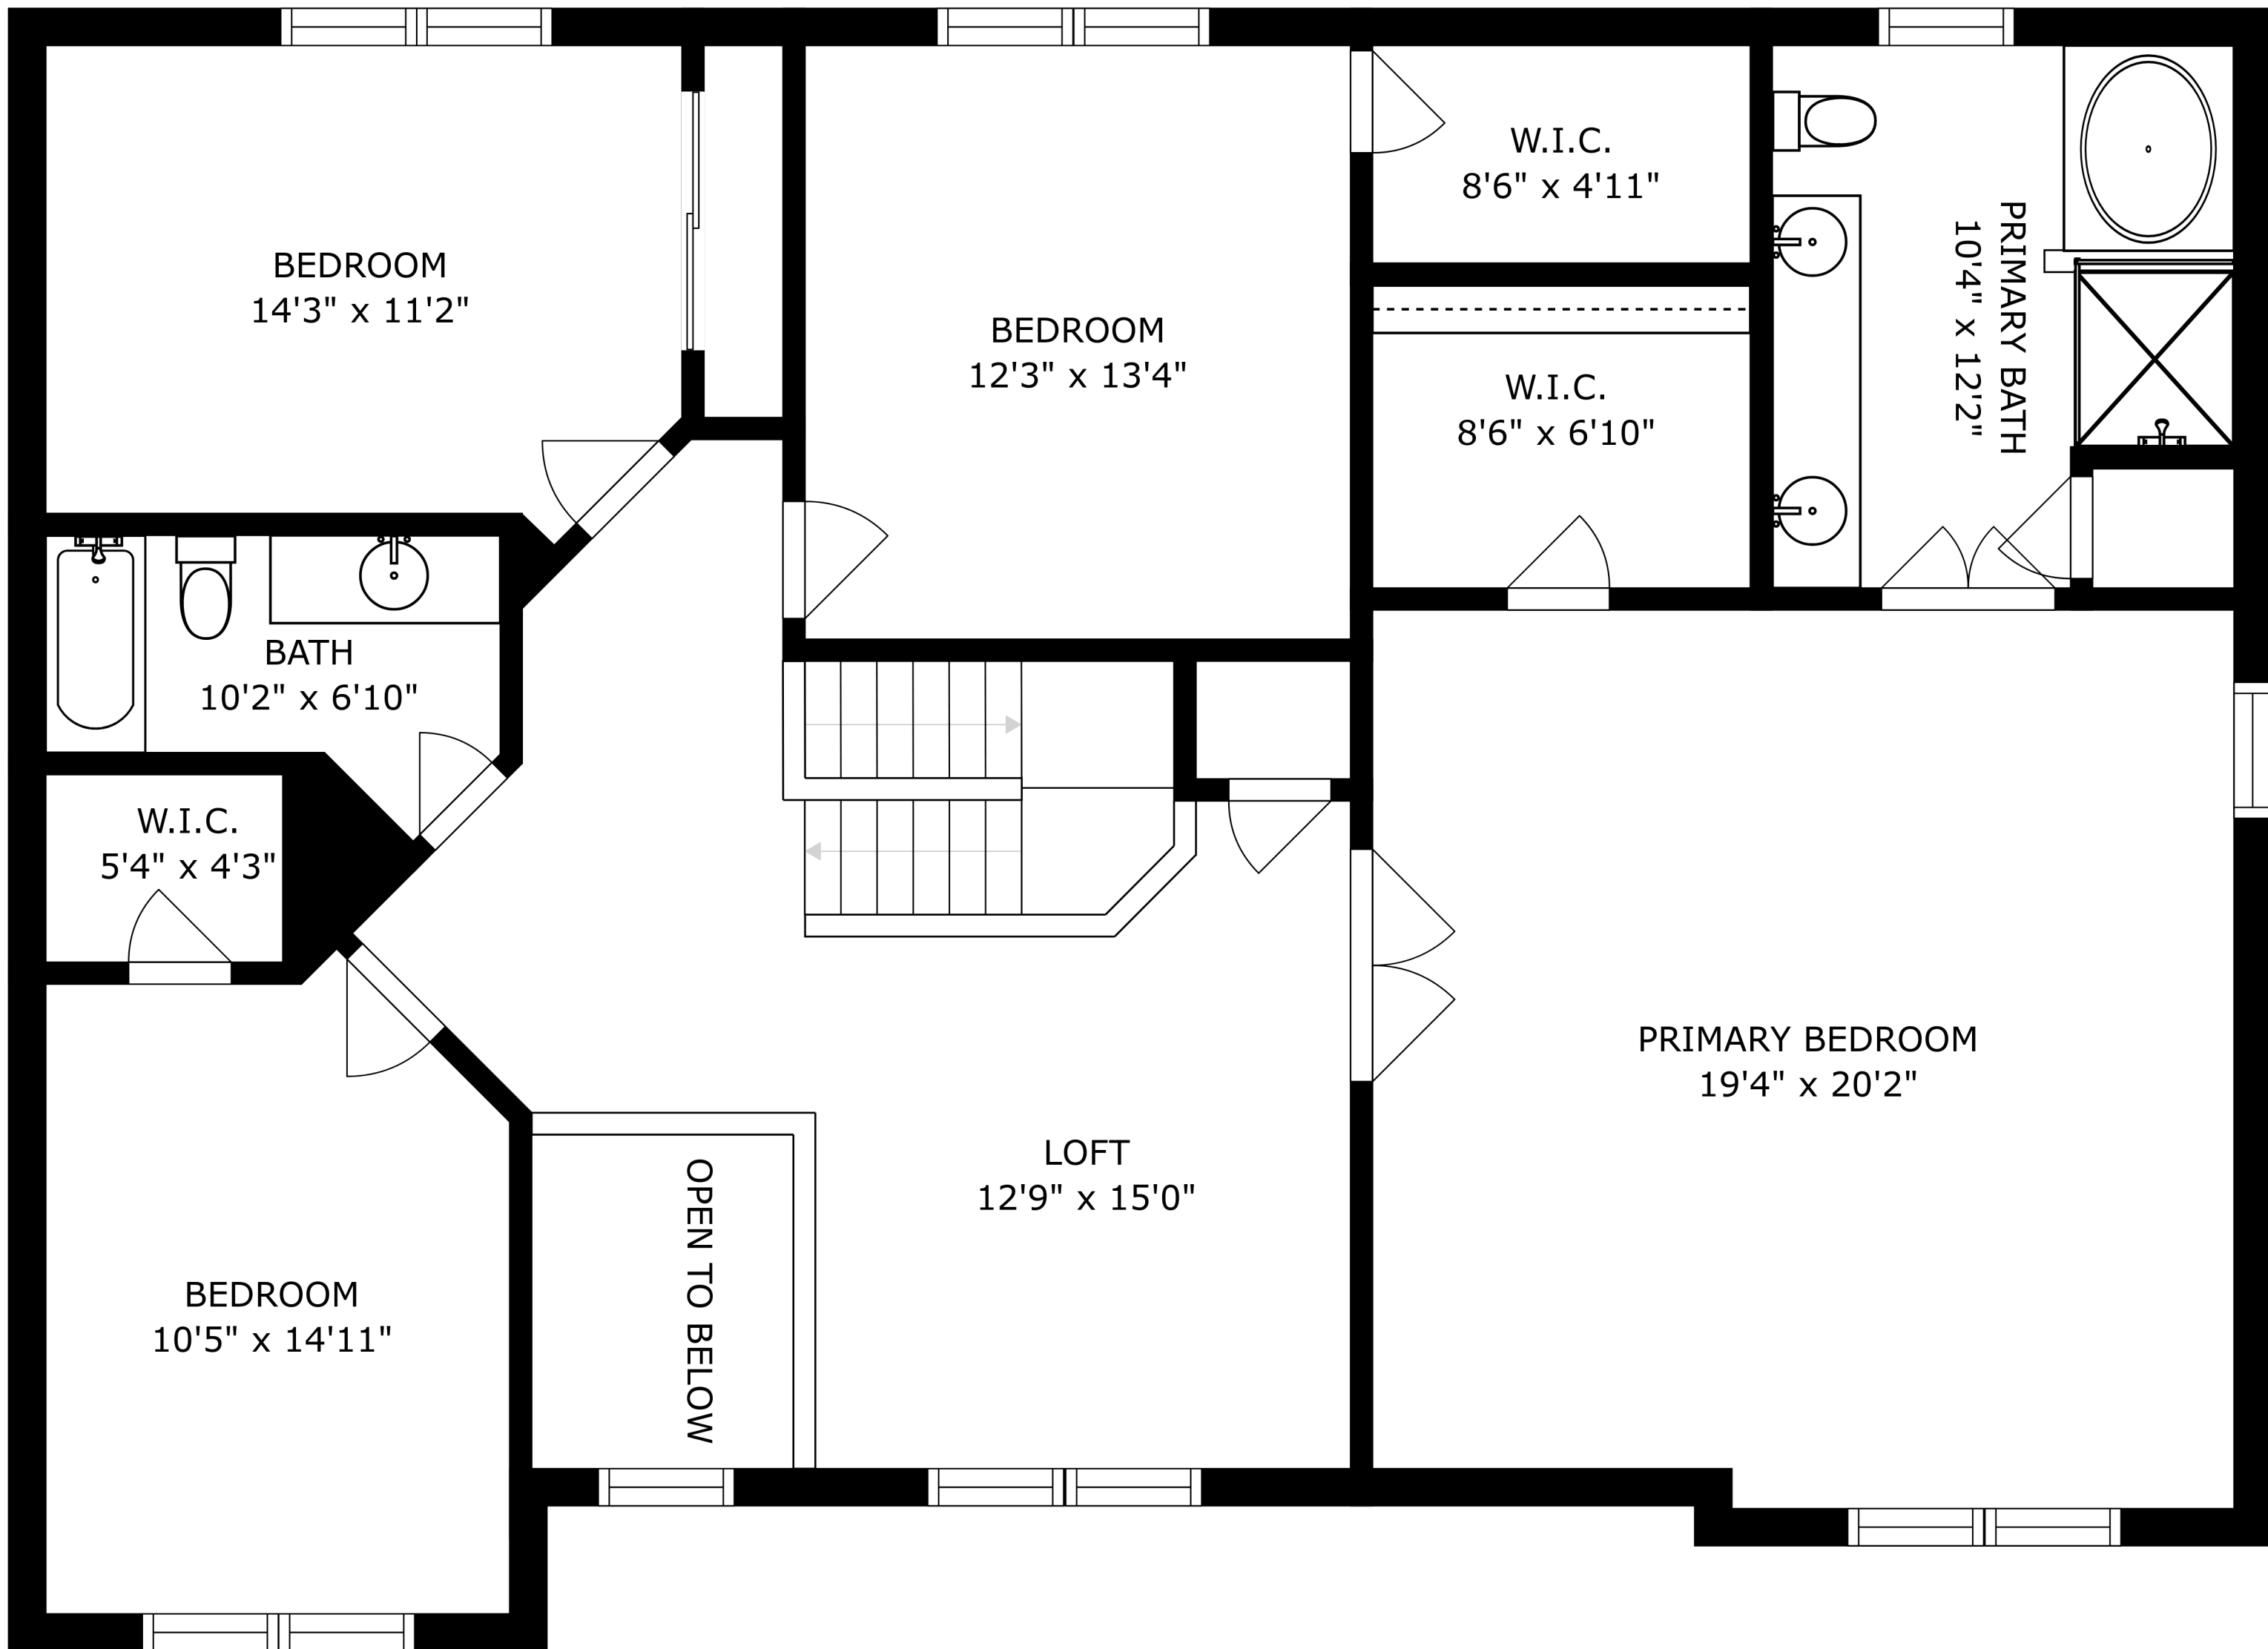 BEDROOM
14'3" x 11'2"
BEDROOM
12'3" x 13'4"
W.I.C.
8'6" x 4'11"
W.I.C.
8'6" x 6'10"
PRIMARY BATH
10'4" x 12'2"
BATH
10'2" x 6'10"
W.I.C.
5'4" x 4'3"
PRIMARY BEDROOM
19'4" x 20'2"
LOFT
12'9" x 15'0"
OPEN TO BELOW
BEDROOM
10'5" x 14'11"